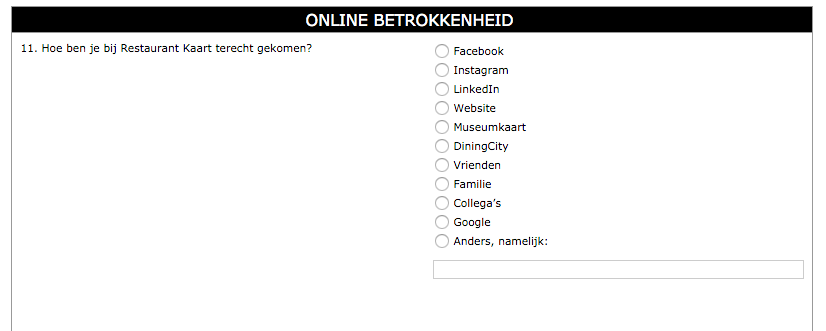 ONLINE BETROKKENHEID
11. Hoe ben je bij Restaurant Kaart terecht gekomen?
Facebook
Instagram
LinkedIn
Website
Museumkaart
DiningCity
Vrienden
Familie
Collega’s
Google
Anders, namelijk: